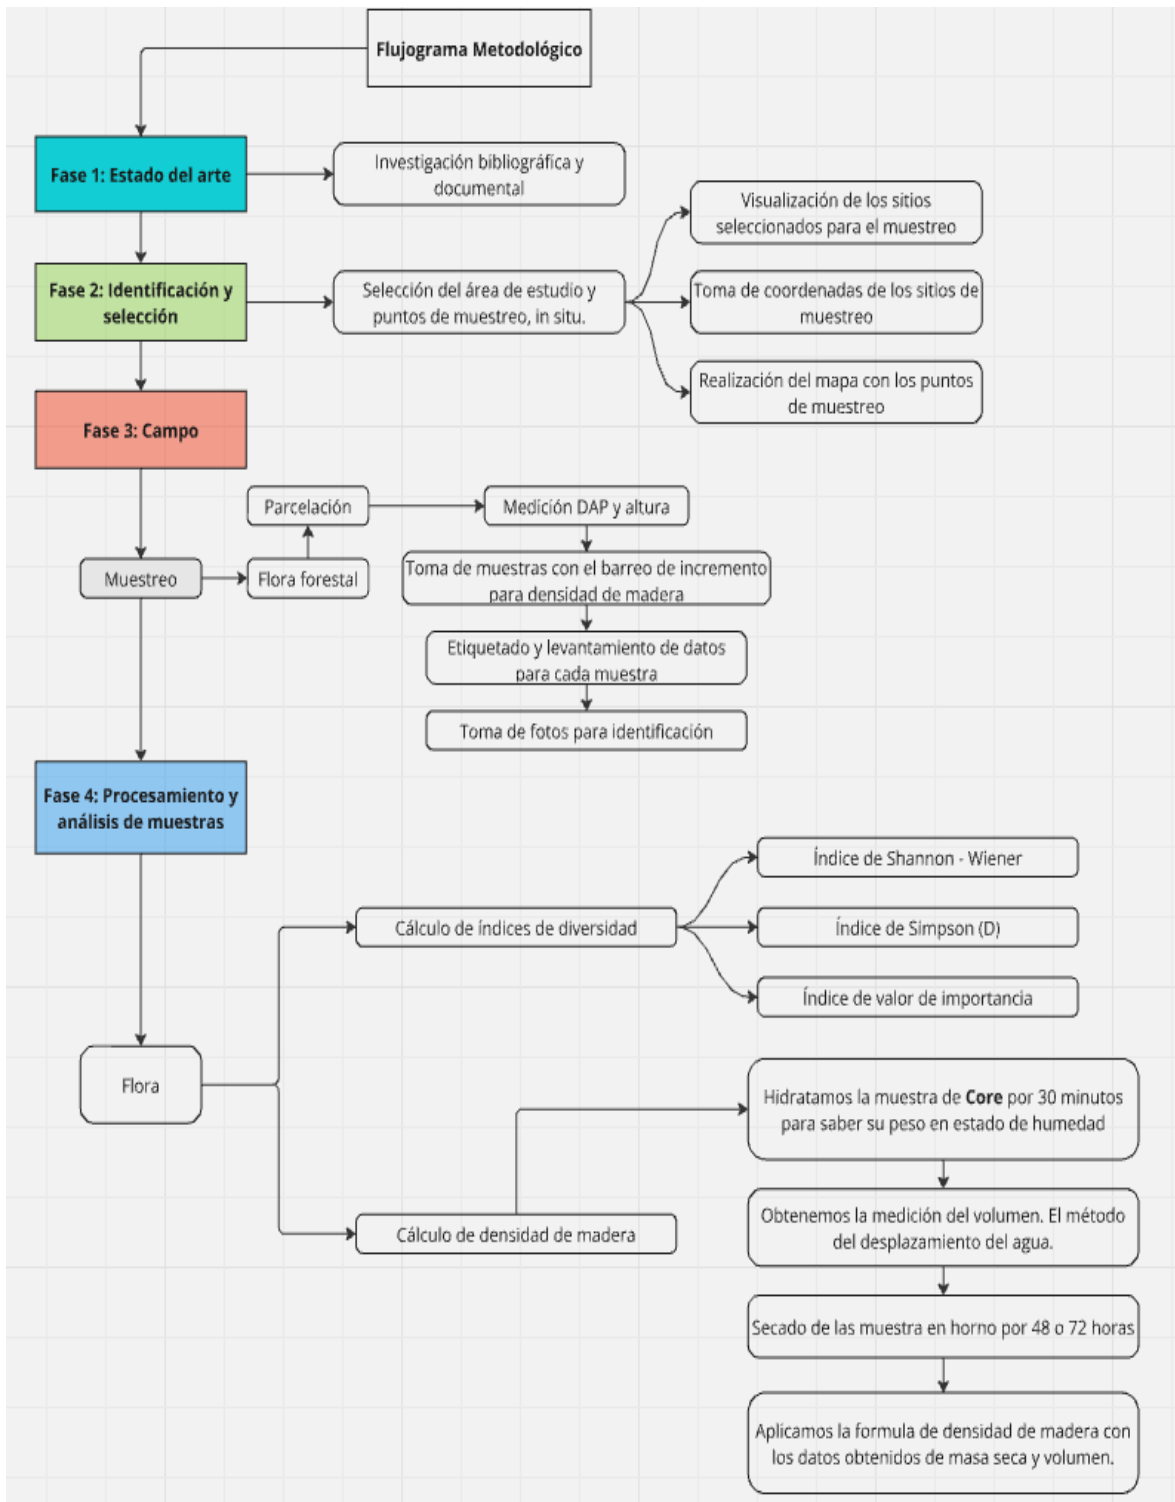 Flujograma Metodológico
Fase 1: Estado del arte
Investigación bibliográfica y
documental
Fase 2: Identificación y
selección
Selección del área de estudio y
puntos de muestreo, in situ.
Visualización de los sitios
seleccionados para el muestreo
Toma de coordenadas de los sitios de
muestreo
Realización del mapa con los puntos
de muestreo
Fase 3: Campo
Muestreo
Flora forestal
Parcelación
Medición DAP y altura
Toma de muestras con el barreo de incremento
para densidad de madera
Etiquetado y levantamiento de datos
para cada muestra
Toma de fotos para identificación
Fase 4: Procesamiento y
análisis de muestras
Flora
Cálculo de índices de diversidad
Índice de Shannon - Wiener
Índice de Simpson (D)
Índice de valor de importancia
Cálculo de densidad de madera
Hidratamos la muestra de Core por 30 minutos
para saber su peso en estado de humedad
Obtenemos la medición del volumen. El método
del desplazamiento del agua.
Secado de las muestra en horno por 48 o 72 horas
Aplicamos la formula de densidad de madera con
los datos obtenidos de masa seca y volumen.